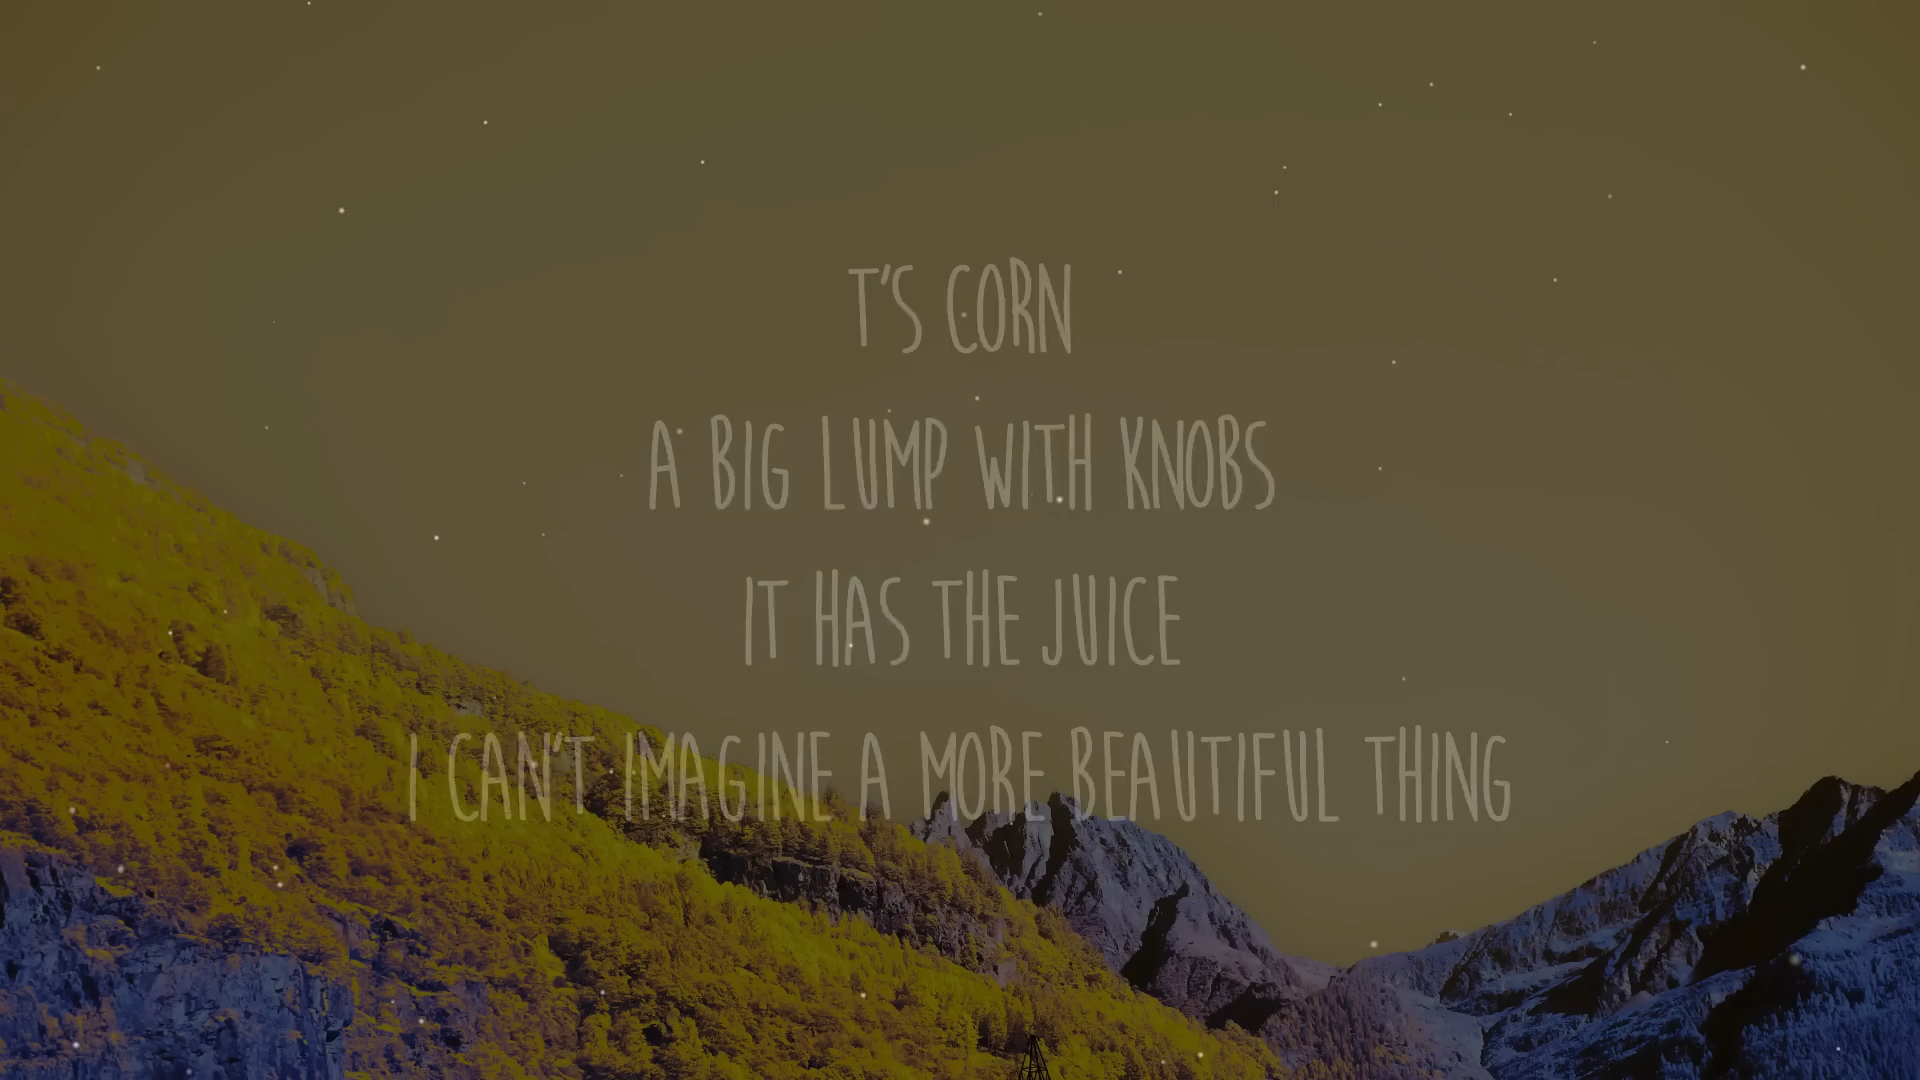 T'S CORN
A BIG LUMP WITH KNOBS
IT HAS THE JUICE
I CAN'T IMAGINE A MORE BEAUTIFUL THING